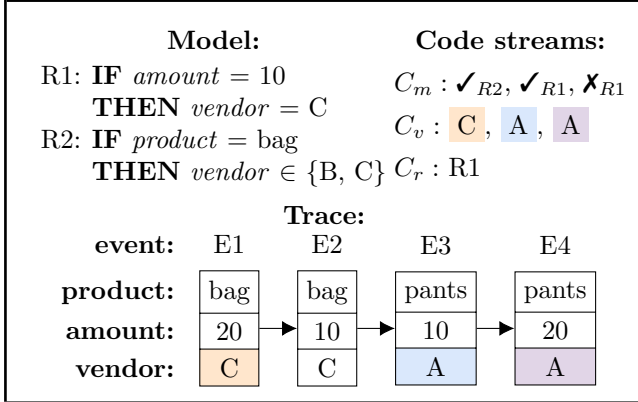 Model:
R1: IF amount = 10
THEN vendor = C
R2: IF product = bag
THEN vendor ∈ {B, C}
Code streams:
C_m : ✓_R2, ✓_R1, ✗_R1
C_v : C, A, A
C_r : R1
Trace:
event: E1 E2 E3 E4
product: bag bag pants pants
amount: 20 10 10 20
vendor: C C A A